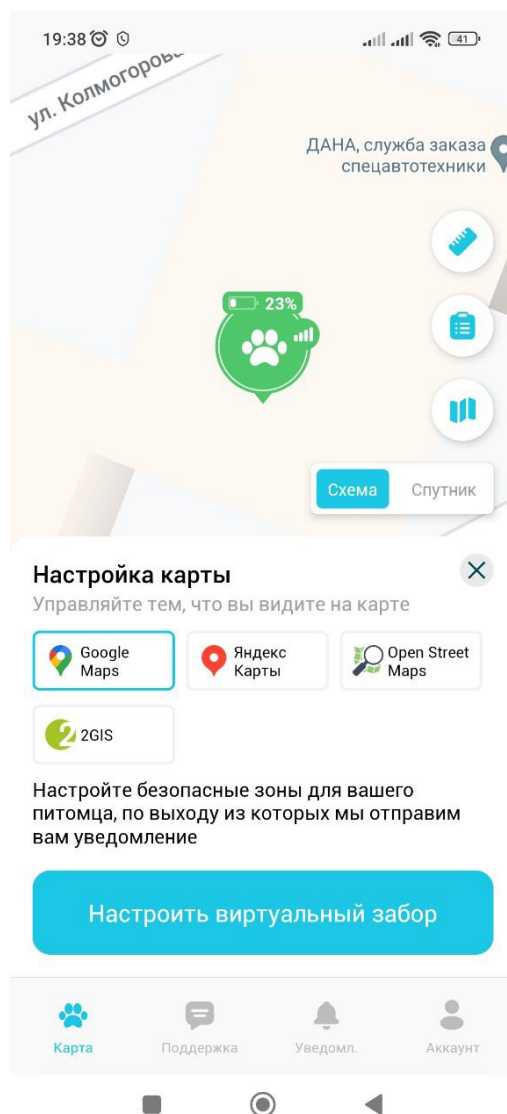 19:38
41
ул. Колмогорова
ДАНА, служба заказа
спецавтотехники
23%
Схема
Спутник
Настройка карты
Управляйте тем, что вы видите на карте
Google
Maps
Яндекс
Карты
Open Street
Maps
2GIS
Настройте безопасные зоны для вашего
питомца, по выходу из которых мы отправим
вам уведомление
Настроить виртуальный забор
Карта
Поддержка
Уведомл.
Аккаунт